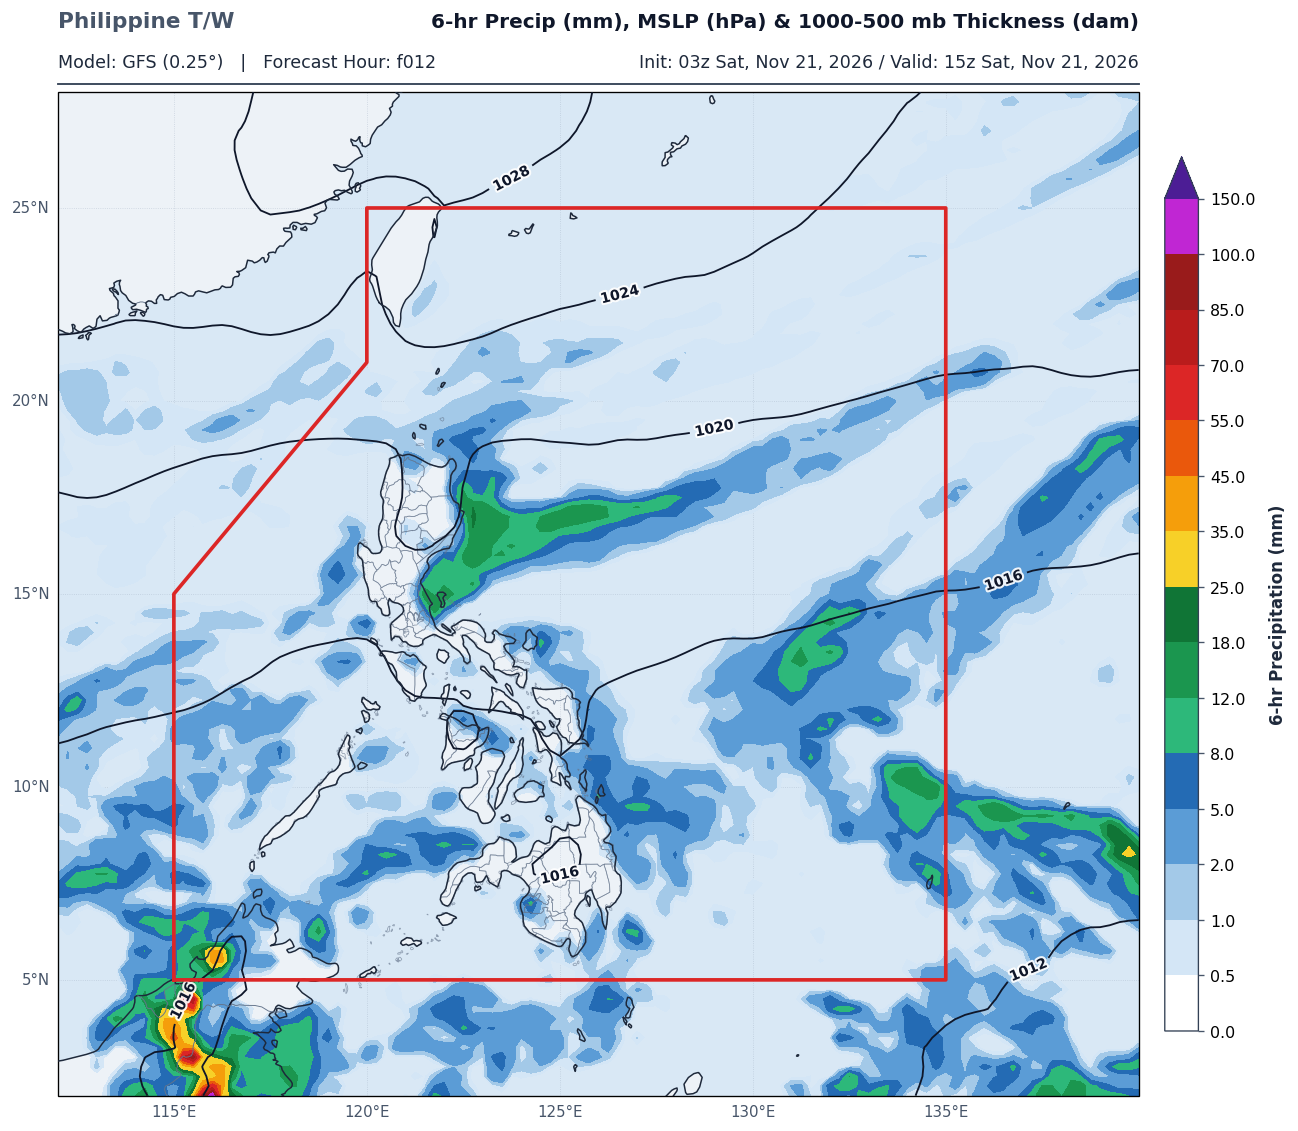 Philippine T/W
6-hr Precip (mm), MSLP (hPa) & 1000-500 mb Thickness (dam)
Model: GFS (0.25°) | Forecast Hour: f012
Init: 03z Sat, Nov 21, 2026 / Valid: 15z Sat, Nov 21, 2026
25°N
20°N
15°N
10°N
5°N
115°E
120°E
125°E
130°E
135°E
1028
1024
1020
1016
1016
1016
1012
150.0
100.0
85.0
70.0
55.0
45.0
35.0
25.0
18.0
12.0
8.0
5.0
2.0
1.0
0.5
0.0
6-hr Precipitation (mm)